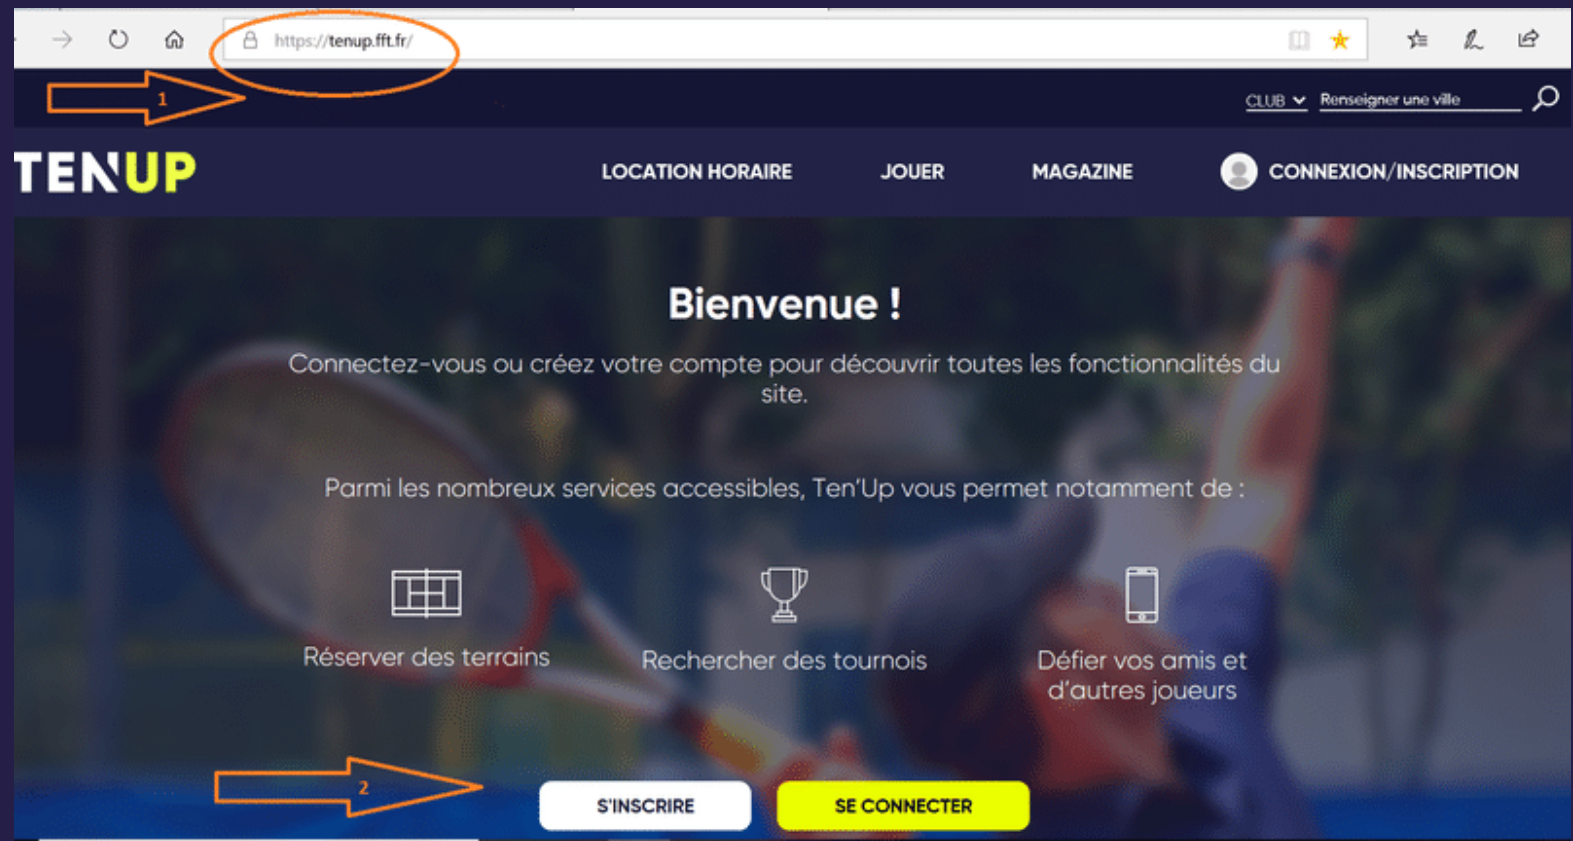 https://tenup.fft.fr/
1
CLUB Renseigner une ville
TEN'UP
LOCATION HORAIRE JOUER MAGAZINE CONNEXION/INSCRIPTION
Bienvenue !
Connectez-vous ou créez votre compte pour découvrir toutes les fonctionnalités du
site.
Parmi les nombreux services accessibles, Ten'Up vous permet notamment de :
Réserver des terrains
Rechercher des tournois
Défier vos amis et
d'autres joueurs
2
S'INSCRIRE
SE CONNECTER